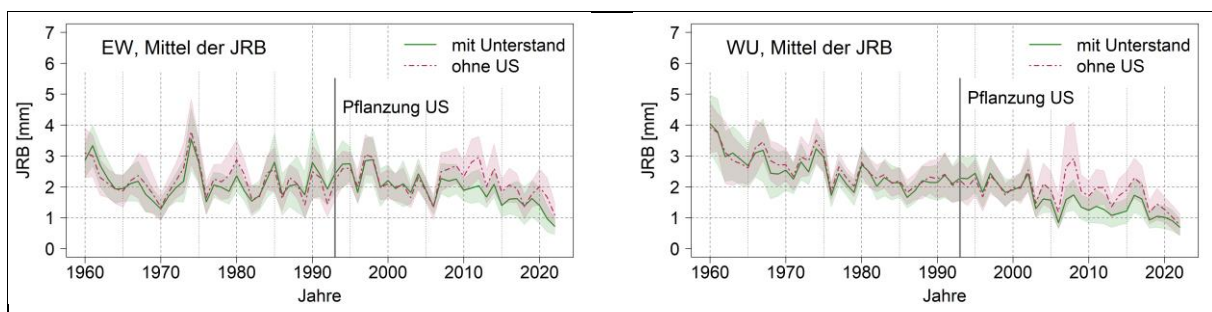 EW, Mittel der JRB
mit Unterstand
ohne US
Pflanzung US
JRB [mm]
7
6
5
4
3
2
1
0
1960 1970 1980 1990 2000 2010 2020
Jahre
WU, Mittel der JRB
mit Unterstand
ohne US
Pflanzung US
JRB [mm]
7
6
5
4
3
2
1
0
1960 1970 1980 1990 2000 2010 2020
Jahre